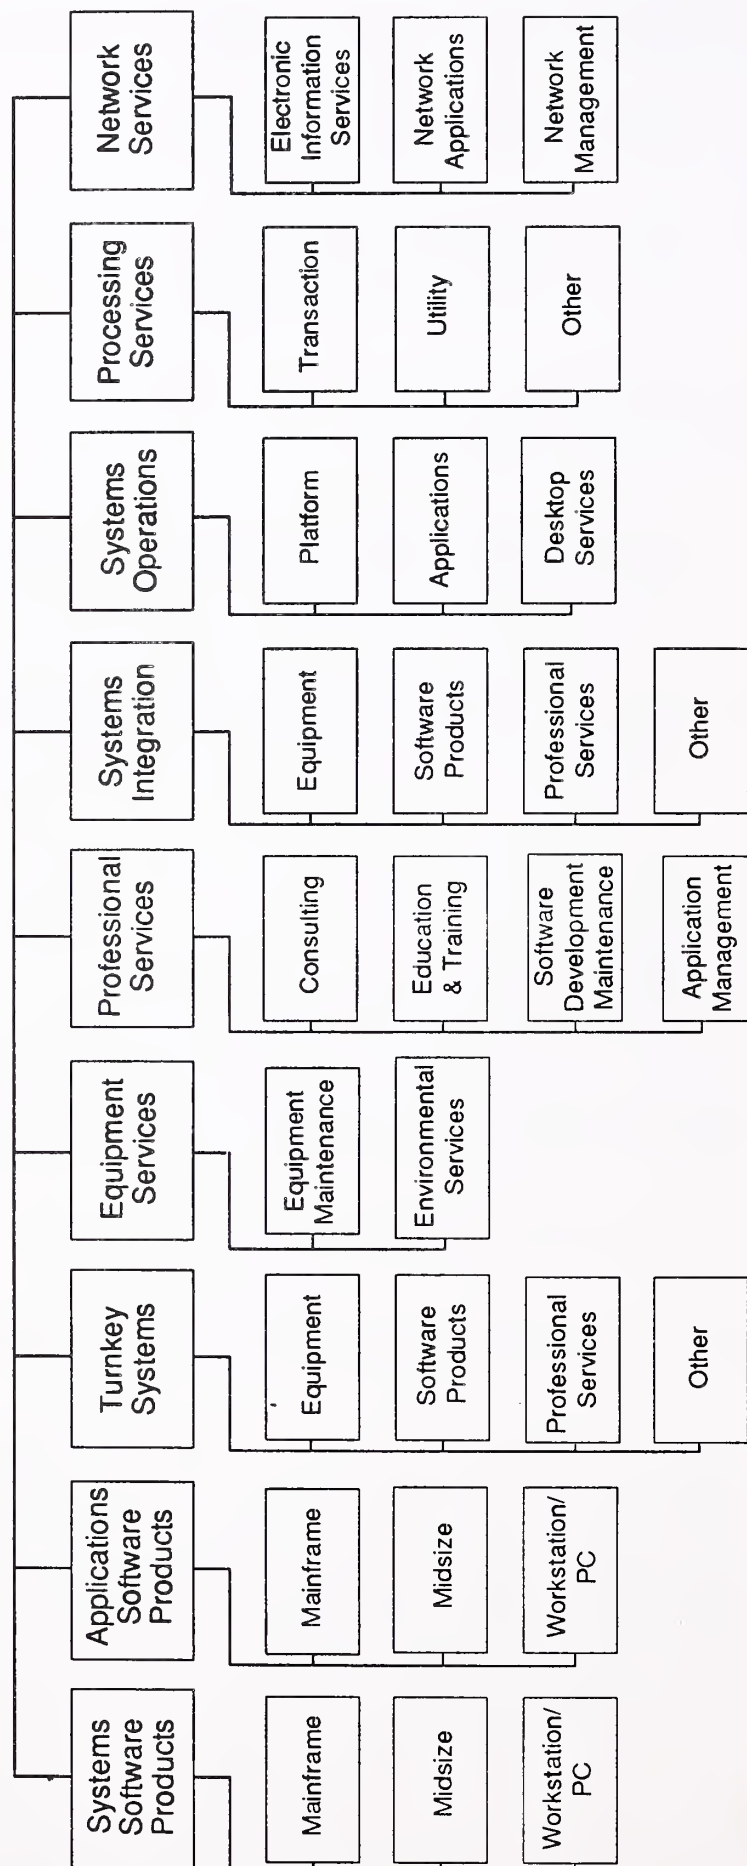 Systems
Software
Products
Mainframe
Midsize
Workstation/
PC
Applications
Software
Products
Mainframe
Midsize
Workstation/
PC
Turnkey
Systems
Equipment
Software
Products
Professional
Services
Other
Equipment
Services
Equipment
Maintenance
Environmental
Services
Professional
Services
Consulting
Education
& Training
Software
Development
Maintenance
Application
Management
Systems
Integration
Equipment
Software
Products
Professional
Services
Other
Systems
Operations
Platform
Applications
Desktop
Services
Processing
Services
Transaction
Utility
Other
Network
Services
Electronic
Information
Services
Network
Applications
Network
Management